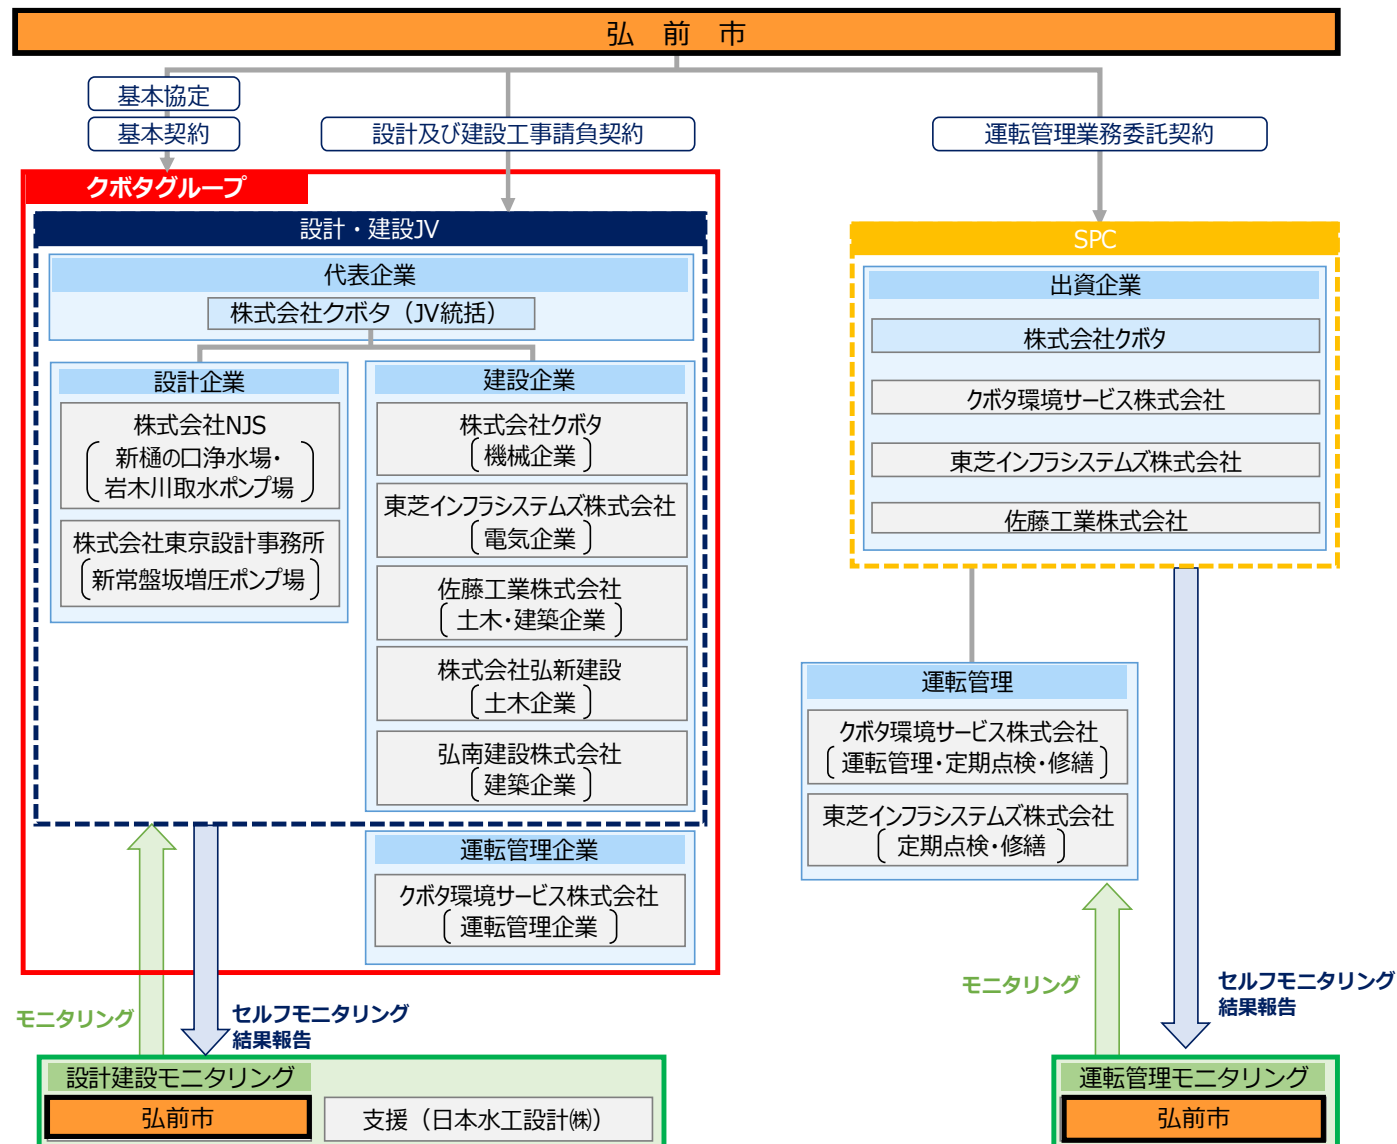 弘 前 市
基本協定
基本契約
設計及び建設工事請負契約
運転管理業務委託契約
クボタグループ
設計・建設JV
代表企業
株式会社クボタ（JV統括）
設計企業
株式会社NJS
新樋の口浄水場・
岩木川取水ポンプ場
株式会社東京設計事務所
新常盤坂増圧ポンプ場
建設企業
株式会社クボタ
機械企業
東芝インフラシステムズ株式会社
電気企業
佐藤工業株式会社
土木・建築企業
株式会社弘新建設
土木企業
弘南建設株式会社
建築企業
運転管理企業
クボタ環境サービス株式会社
運転管理企業
SPC
出資企業
株式会社クボタ
クボタ環境サービス株式会社
東芝インフラシステムズ株式会社
佐藤工業株式会社
運転管理
クボタ環境サービス株式会社
運転管理・定期点検・修繕
東芝インフラシステムズ株式会社
定期点検・修繕
モニタリング
セルフモニタリング
結果報告
モニタリング
セルフモニタリング
結果報告
設計建設モニタリング
弘前市
支援（日本水工設計㈱）
運転管理モニタリング
弘前市